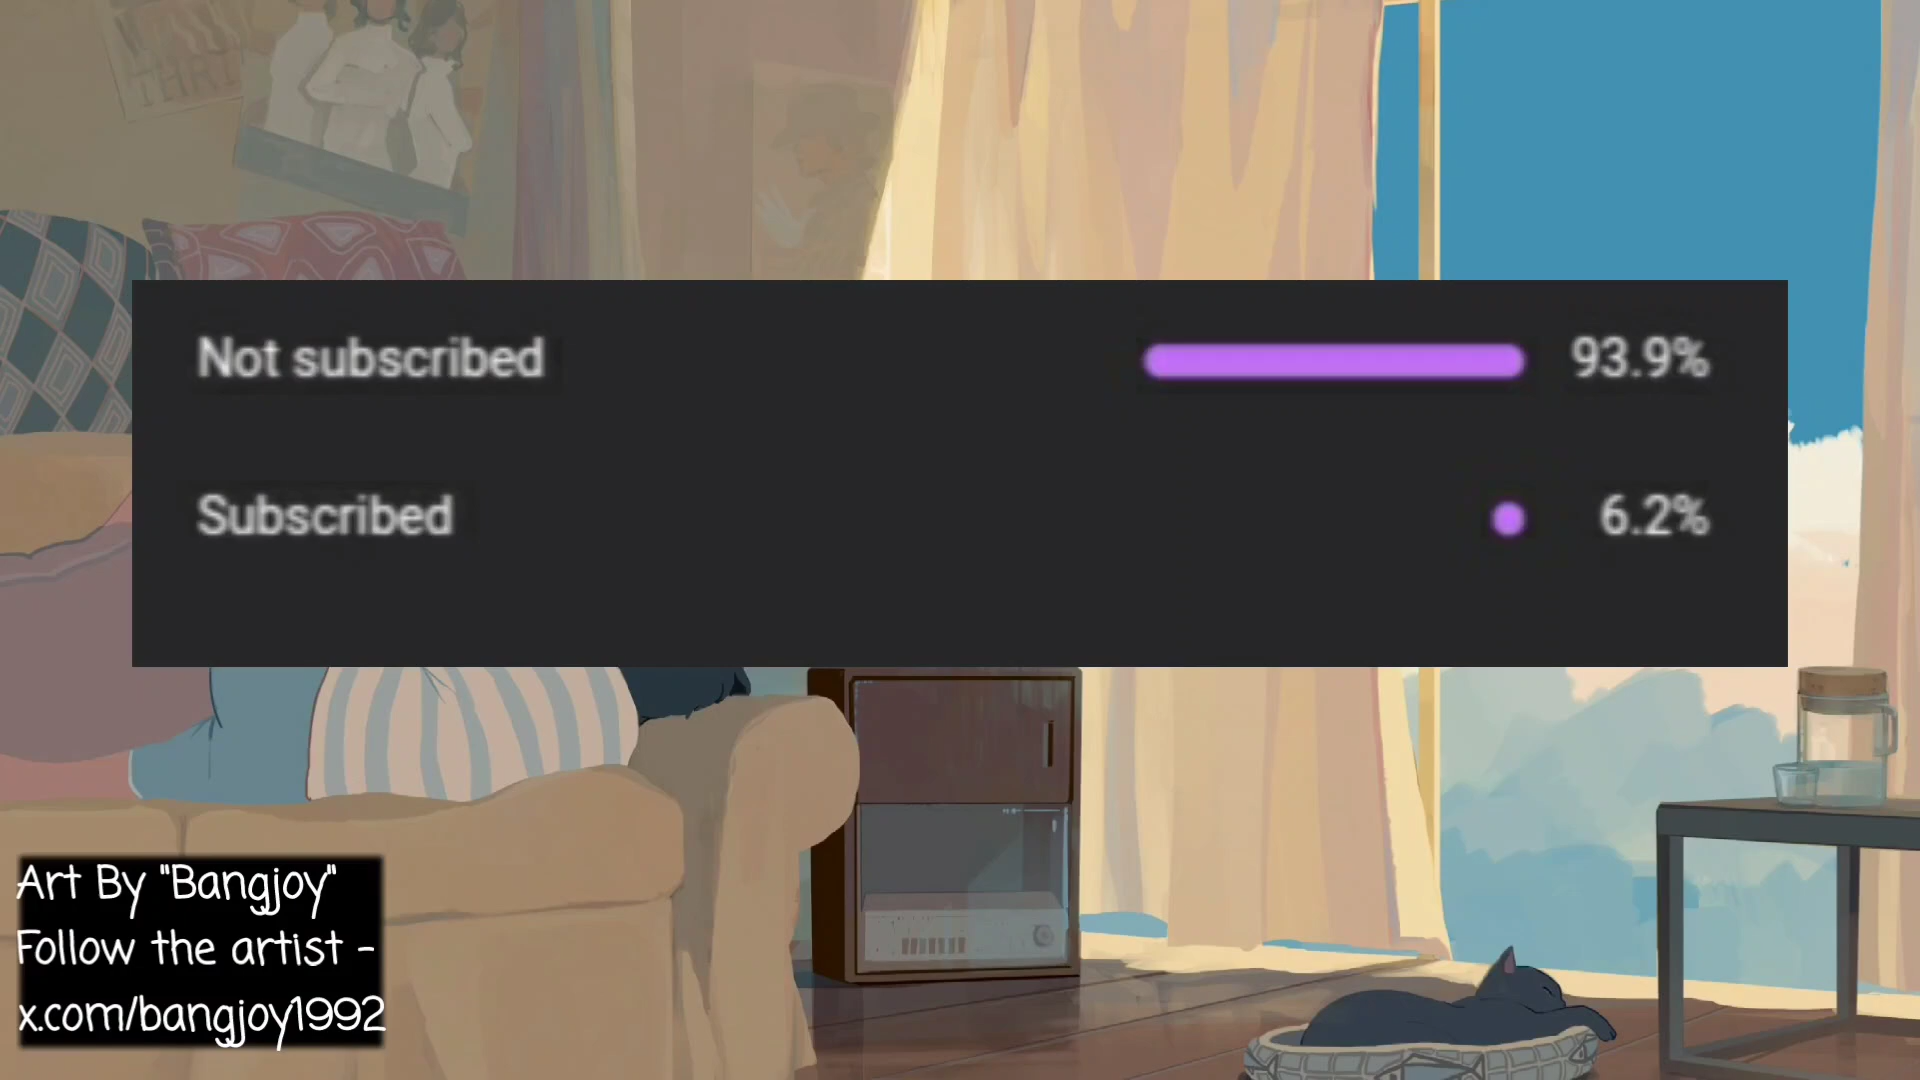 Not subscribed 93.9%
Subscribed 6.2%
Art By "Bangjoy"
Follow the artist -
x.com/bangjoy1992